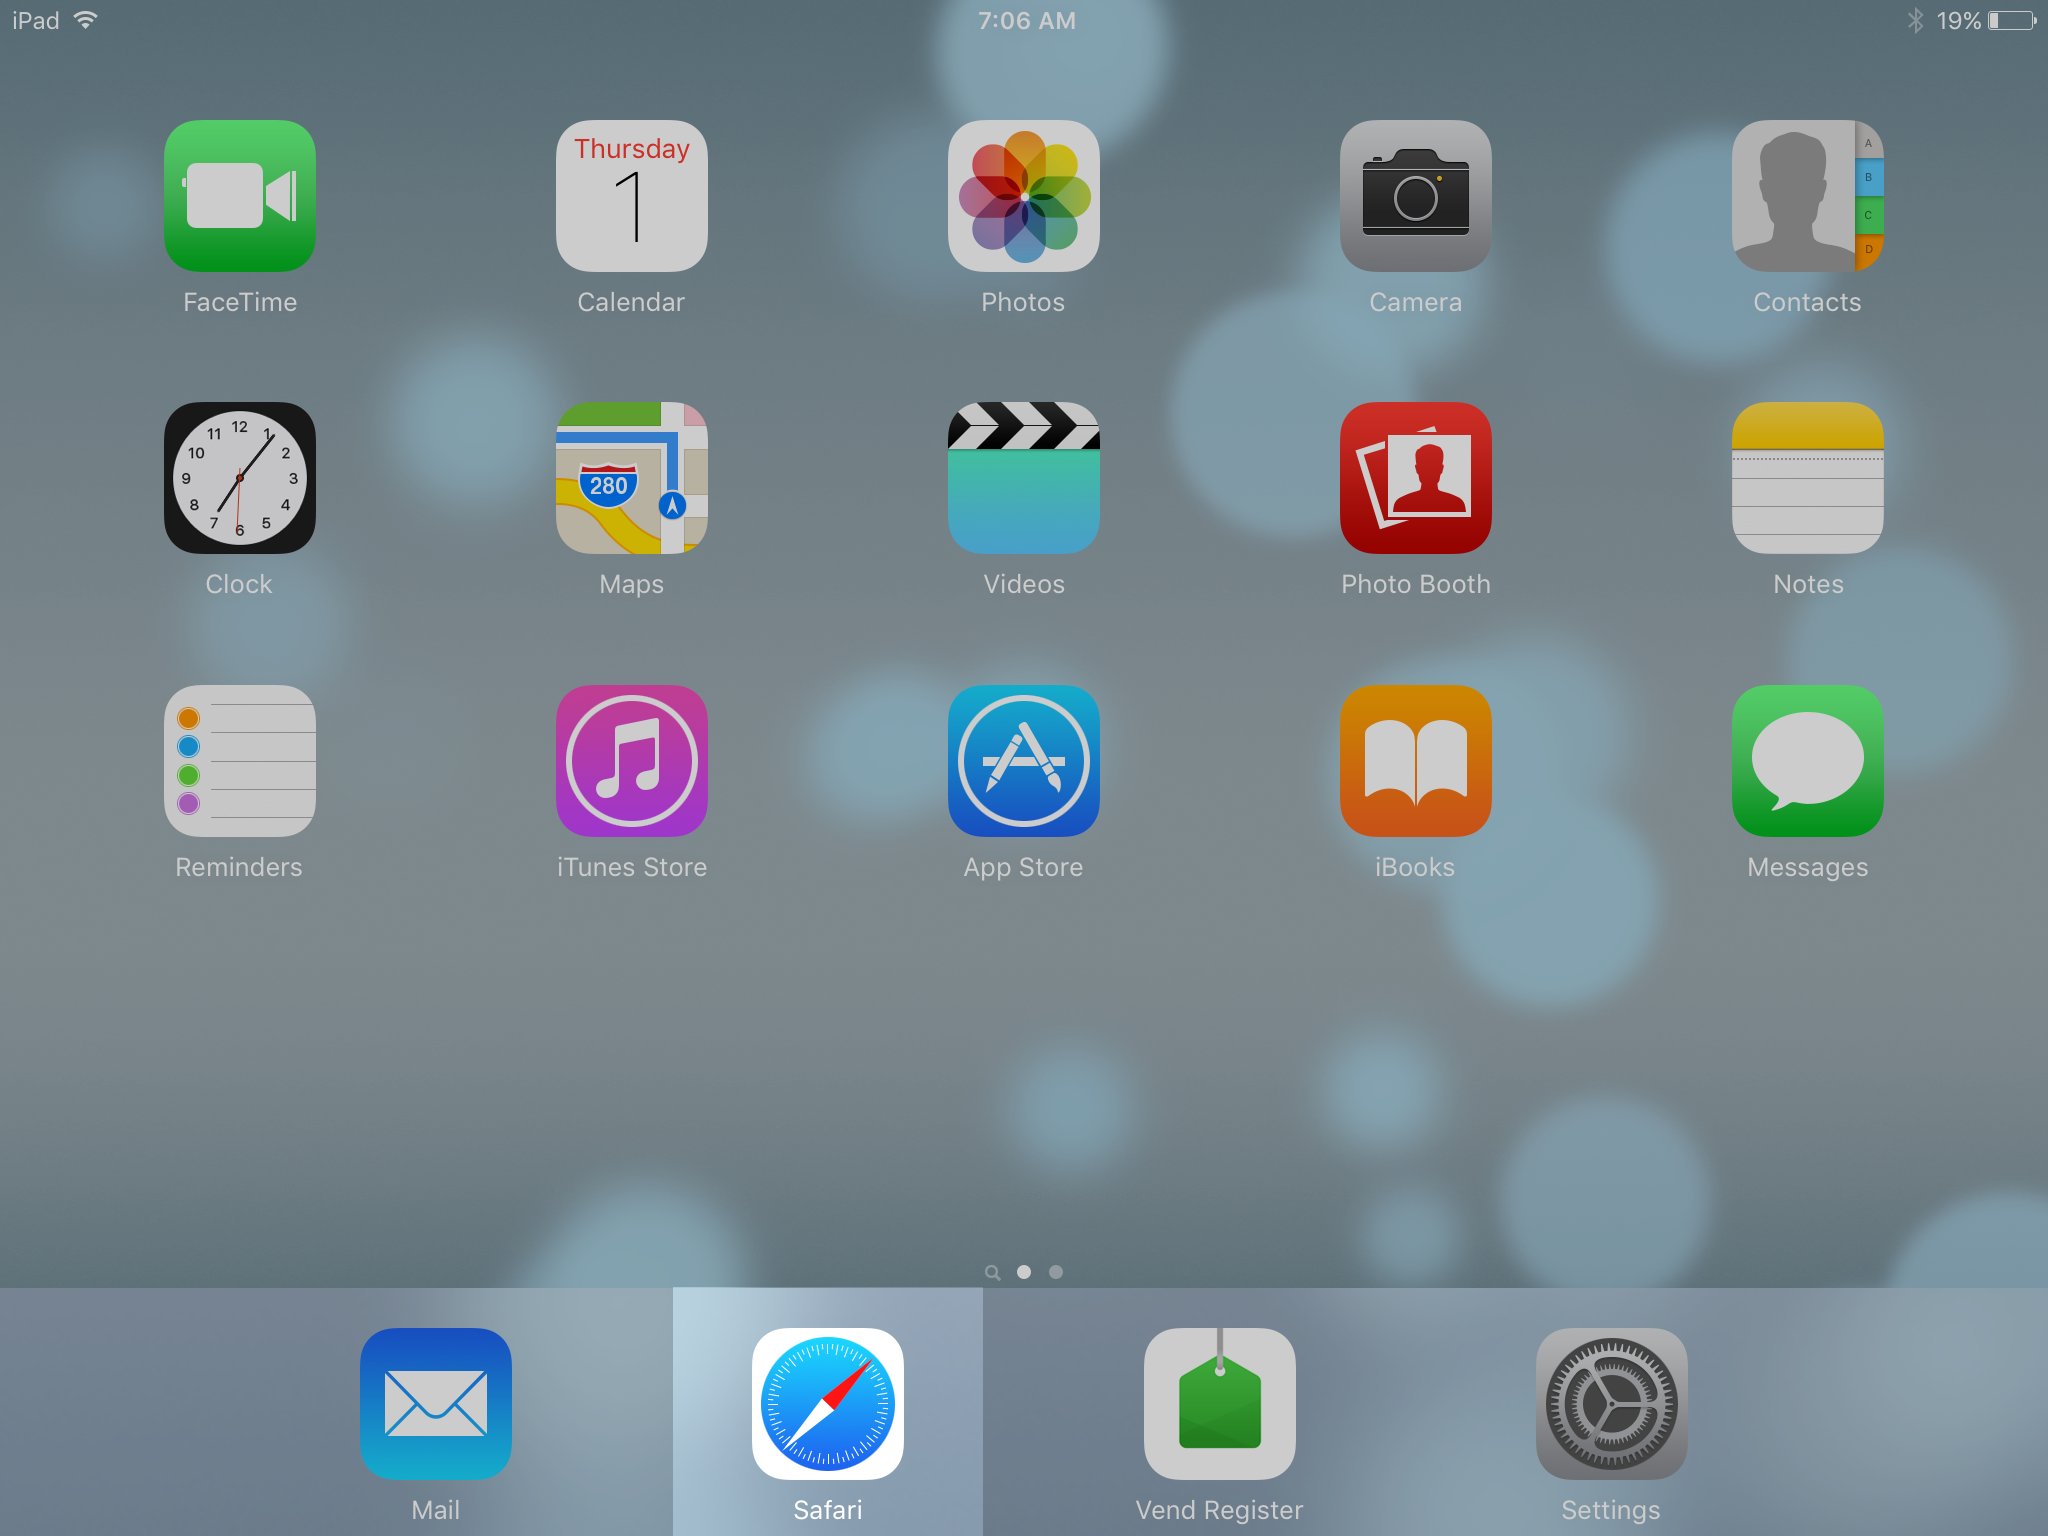 iPad 7:06 AM 19%
Thursday
1
A
B
C
D
FaceTime Calendar Photos Camera Contacts
12
11 1
10 2
9 3
8 4
7 5
6
280
Clock Maps Videos Photo Booth Notes
Reminders iTunes Store App Store iBooks Messages
Mail Safari Vend Register Settings